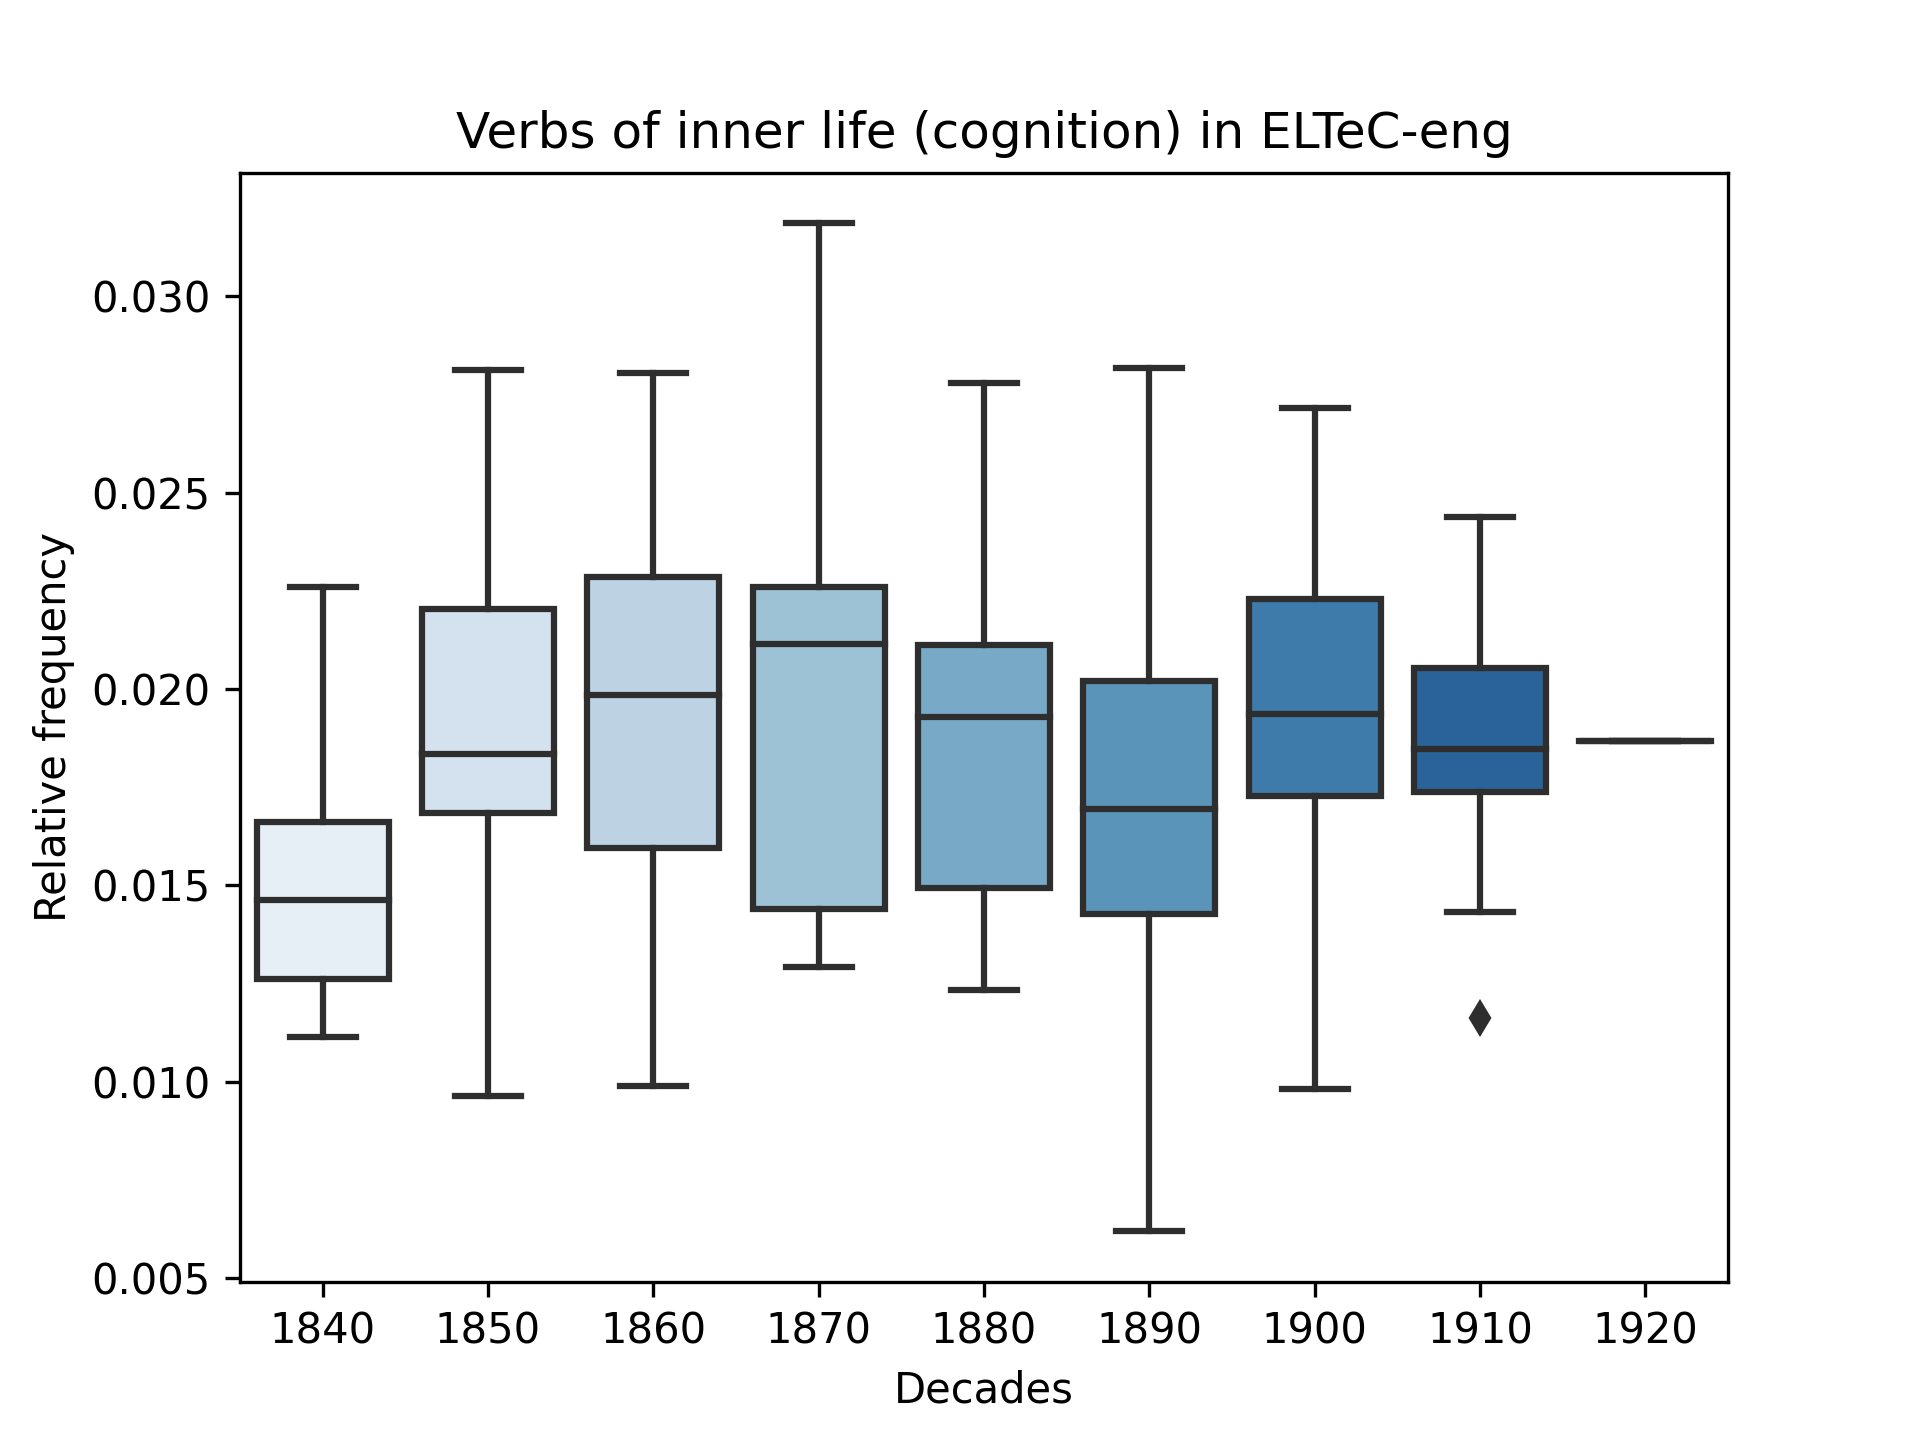 Verbs of inner life (cognition) in ELTeC-eng
Relative frequency
0.030
0.025
0.020
0.015
0.010
0.005
1840 1850 1860 1870 1880 1890 1900 1910 1920
Decades